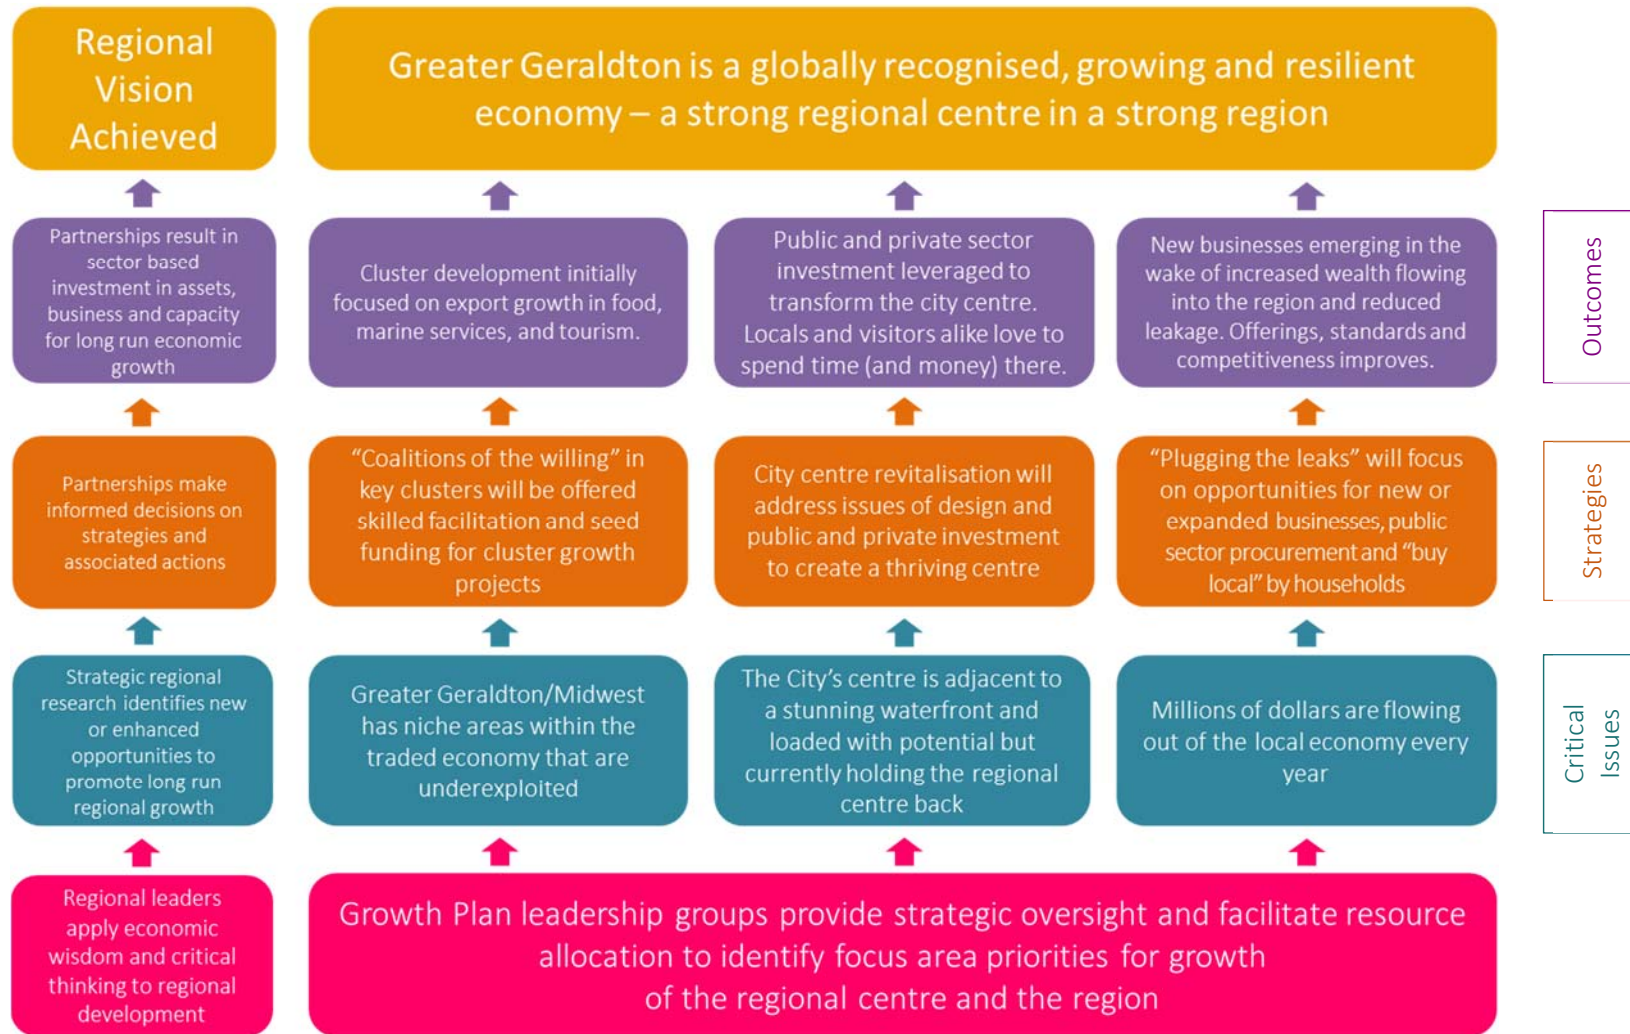 Regional
Vision
Achieved
Greater Geraldton is a globally recognised, growing and resilient
economy – a strong regional centre in a strong region
Partnerships result in
sector based
investment in assets,
business and capacity
for long run economic
growth
Cluster development initially
focused on export growth in food,
marine services, and tourism.
Public and private sector
investment leveraged to
transform the city centre.
Locals and visitors alike love to
spend time (and money) there.
New businesses emerging in the
wake of increased wealth flowing
into the region and reduced
leakage. Offerings, standards and
competitiveness improves.
Outcomes
Partnerships make
informed decisions on
strategies and
associated actions
“Coalitions of the willing” in
key clusters will be offered
skilled facilitation and seed
funding for cluster growth
projects
City centre revitalisation will
address issues of design and
public and private investment
to create a thriving centre
“Plugging the leaks” will focus
on opportunities for new or
expanded businesses, public
sector procurement and “buy
local” by households
Strategies
Strategic regional
research identifies new
or enhanced
opportunities to
promote long run
regional growth
Greater Geraldton/Midwest
has niche areas within the
traded economy that are
underexploited
The City’s centre is adjacent to
a stunning waterfront and
loaded with potential but
currently holding the regional
centre back
Millions of dollars are flowing
out of the local economy every
year
Critical
Issues
Regional leaders
apply economic
wisdom and critical
thinking to regional
development
Growth Plan leadership groups provide strategic oversight and facilitate resource
allocation to identify focus area priorities for growth
of the regional centre and the region